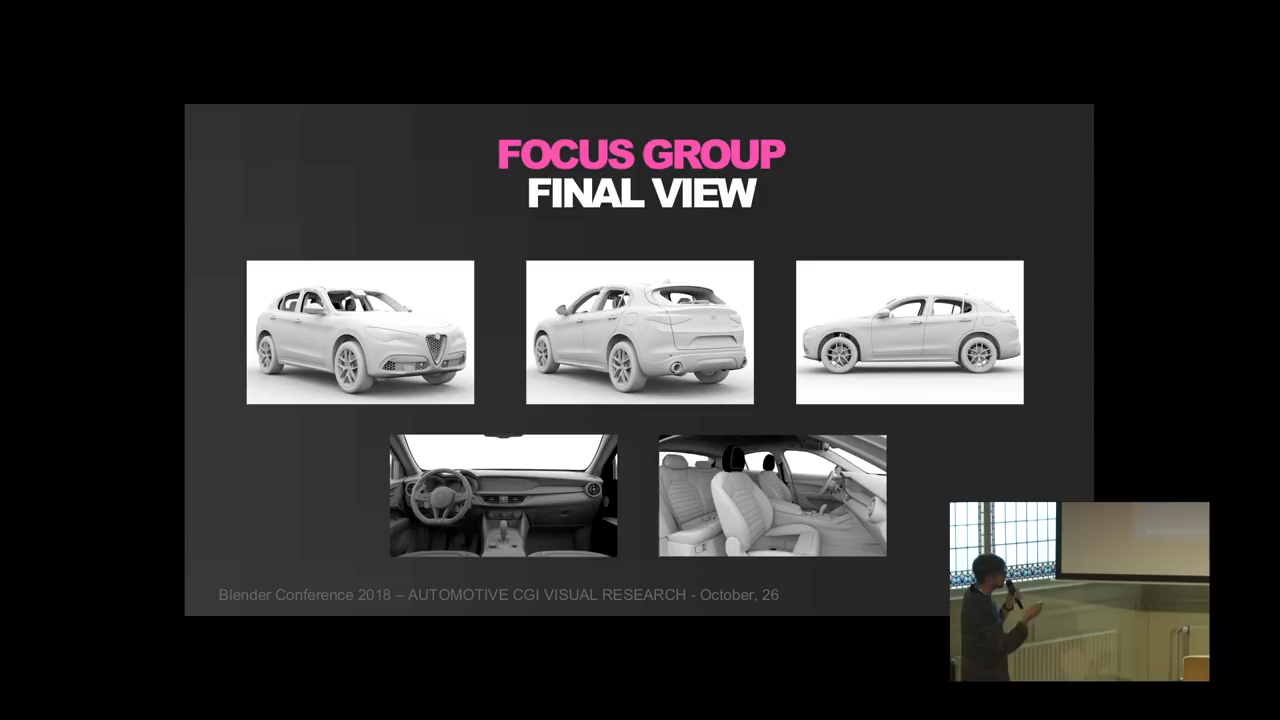 FOCUS GROUP
FINAL VIEW
Blender Conference 2018 – AUTOMOTIVE CGI VISUAL RESEARCH - October, 26